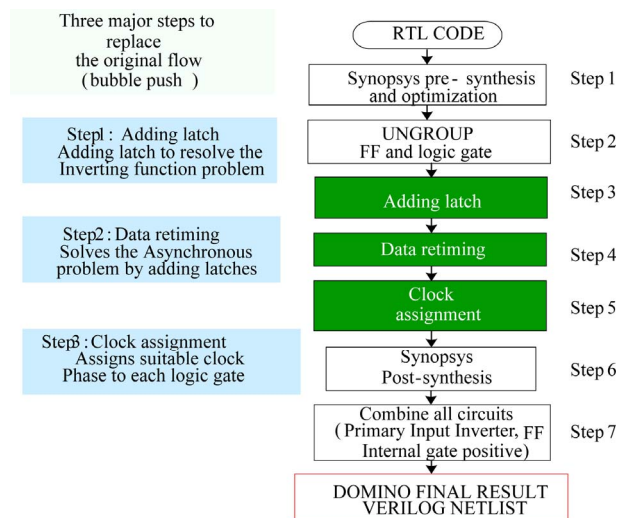 Three major steps to
replace
the original flow
(bubble push )
Step1: Adding latch
Adding latch to resolve the
Inverting function problem
Step2: Data retiming
Solves the Asynchronous
problem by adding latches
Step3: Clock assignment
Assigns suitable clock
Phase to each logic gate
RTL CODE
Synopsys pre- synthesis
and optimization
Step 1
UNGROUP
FF and logic gate
Step 2
Adding latch
Step 3
Data retiming
Step 4
Clock
assignment
Step 5
Synopsys
Post-synthesis
Step 6
Combine all circuits
( Primary Input Inverter, FF
Internal gate positive)
Step 7
DOMINO FINAL RESULT
VERILOG NETLIST